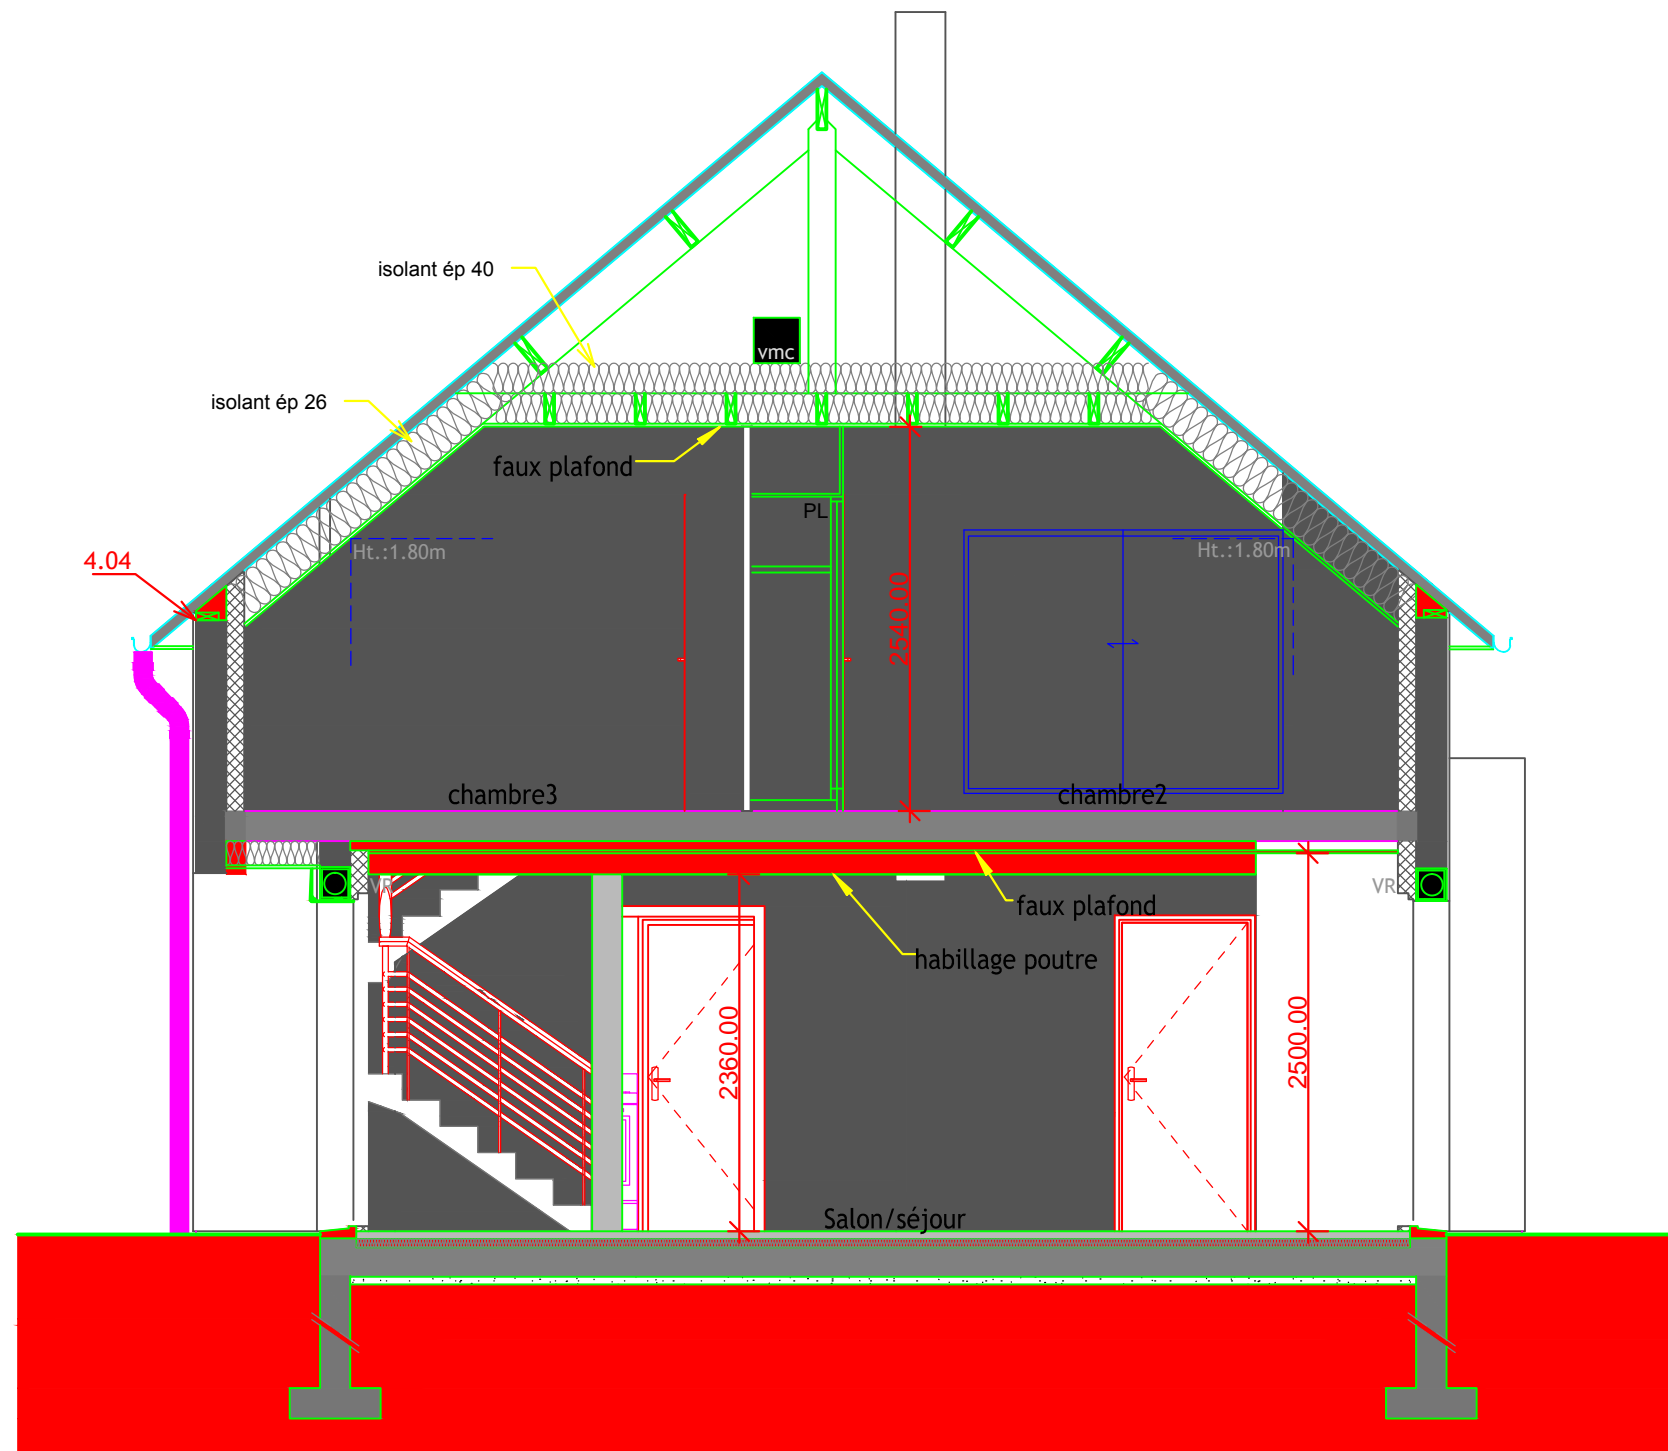 isolant ép 40
vmc
isolant ép 26
faux plafond
PL
Ht.:1.80m
Ht.:1.80m
4.04
2540.00
chambre3
chambre2
VR
VR
faux plafond
habillage poutre
2360.00
2500.00
Salon/séjour